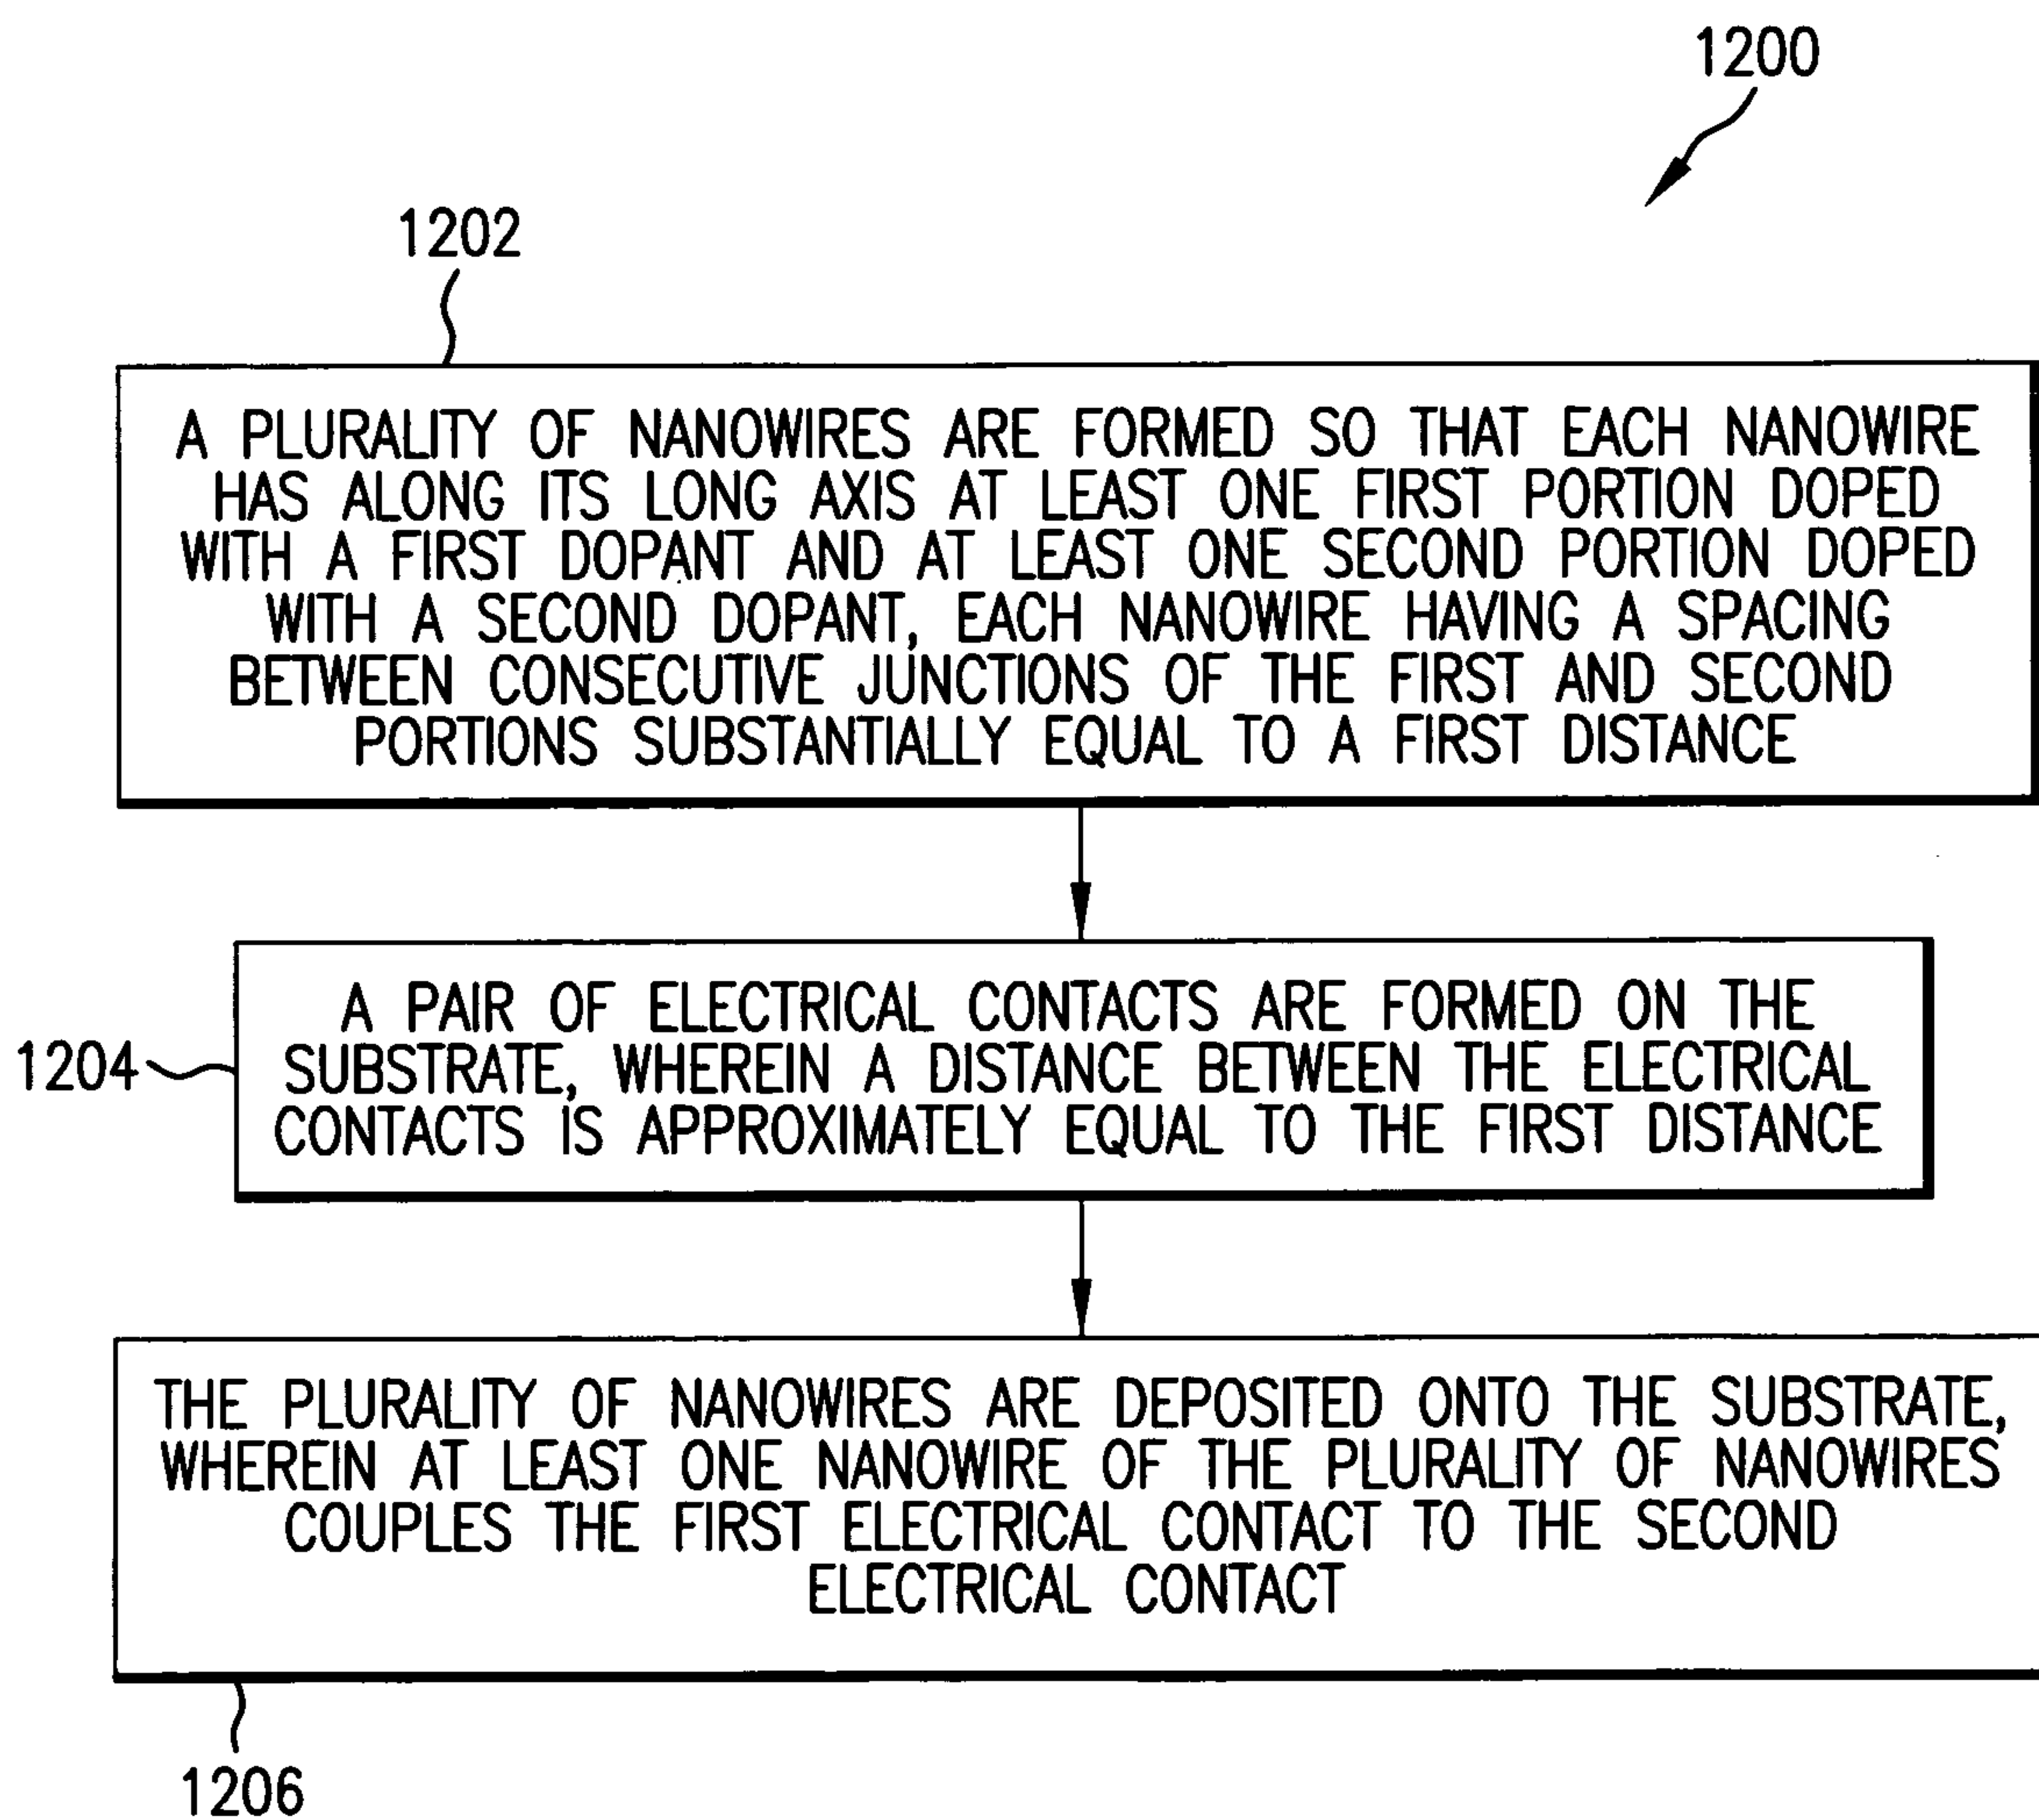 1200
1202
A PLURALITY OF NANOWIRES ARE FORMED SO THAT EACH NANOWIRE
HAS ALONG ITS LONG AXIS AT LEAST ONE FIRST PORTION DOPED
WITH A FIRST DOPANT AND AT LEAST ONE SECOND PORTION DOPED
WITH A SECOND DOPANT, EACH NANOWIRE HAVING A SPACING
BETWEEN CONSECUTIVE JUNCTIONS OF THE FIRST AND SECOND
PORTIONS SUBSTANTIALLY EQUAL TO A FIRST DISTANCE
A PAIR OF ELECTRICAL CONTACTS ARE FORMED ON THE
1204
SUBSTRATE, WHEREIN A DISTANCE BETWEEN THE ELECTRICAL
CONTACTS IS APPROXIMATELY EQUAL TO THE FIRST DISTANCE
THE PLURALITY OF NANOWIRES ARE DEPOSITED ONTO THE SUBSTRATE,
WHEREIN AT LEAST ONE NANOWIRE OF THE PLURALITY OF NANOWIRES
COUPLES THE FIRST ELECTRICAL CONTACT TO THE SECOND
ELECTRICAL CONTACT
1206